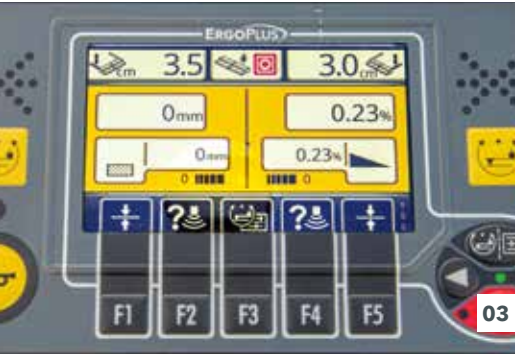 ERGOPLUS
cm 3.5 3.0 cm
0mm 0.23%
0mm 0.23%
0 0
? ?
F1 F2 F3 F4 F5
03